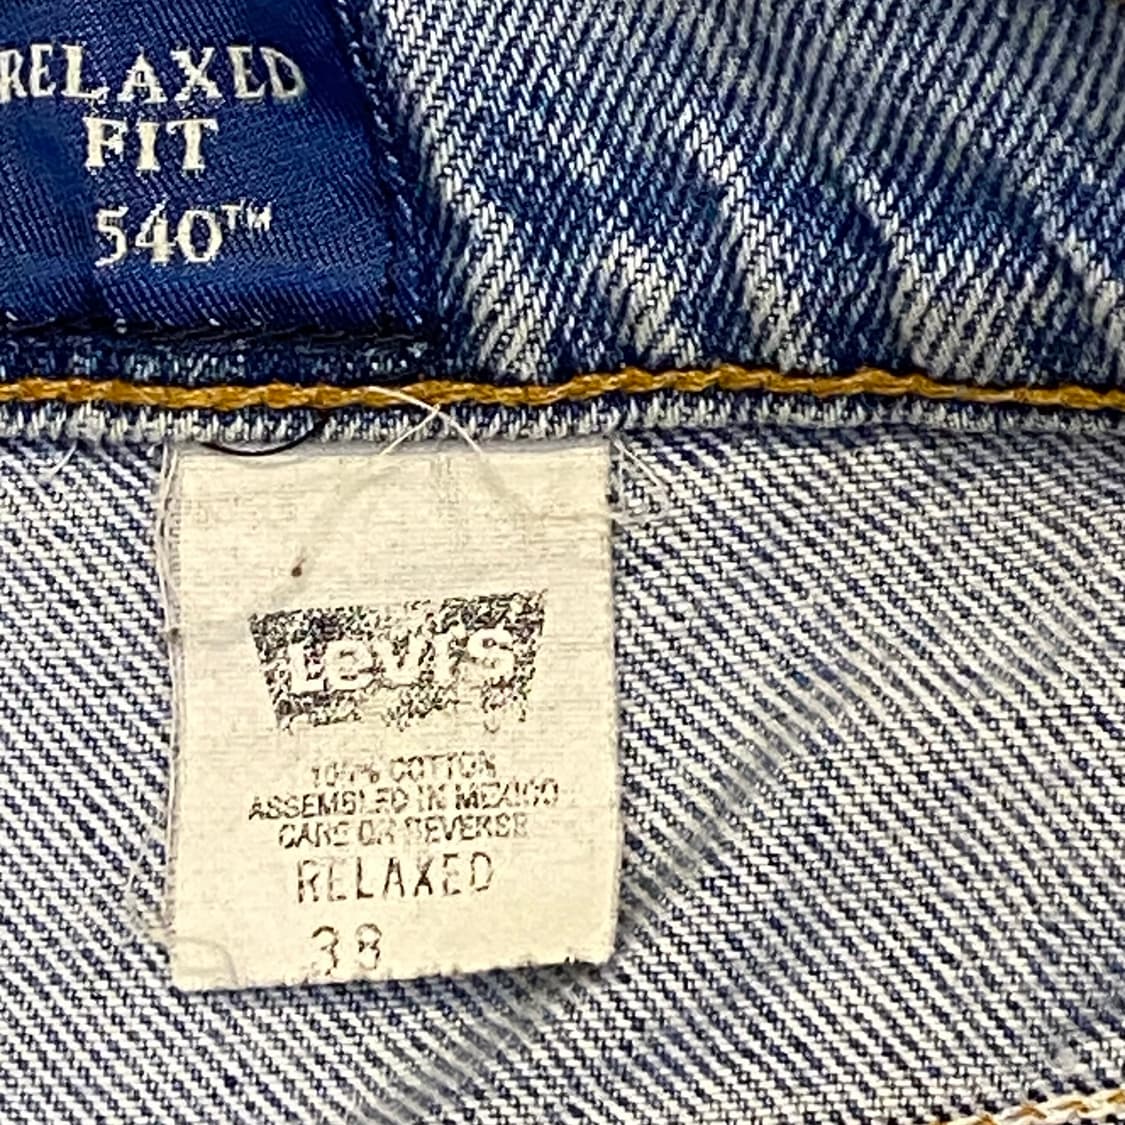 RELAXED
FIT
540™
Levi's
100% COTTON
ASSEMBLED IN MEXICO
CARE ON REVERSE
RELAXED
38